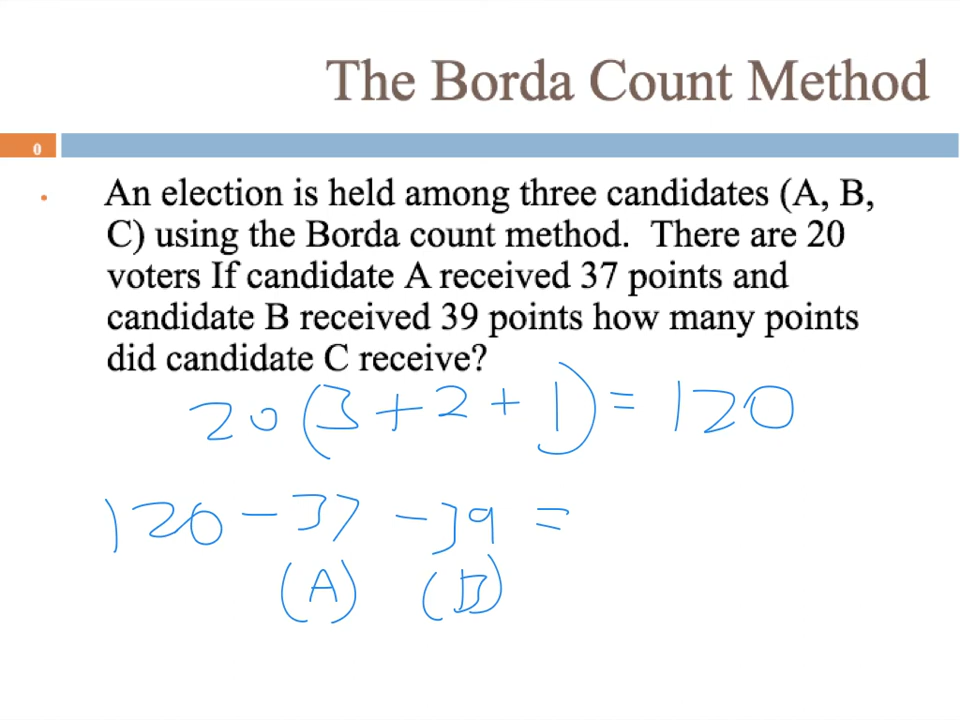 The Borda Count Method
0
• An election is held among three candidates (A, B,
C) using the Borda count method. There are 20
voters If candidate A received 37 points and
candidate B received 39 points how many points
did candidate C receive?
20 (3 + 2 + 1) = 120
120 - 37 - 39 =
(A) (B)